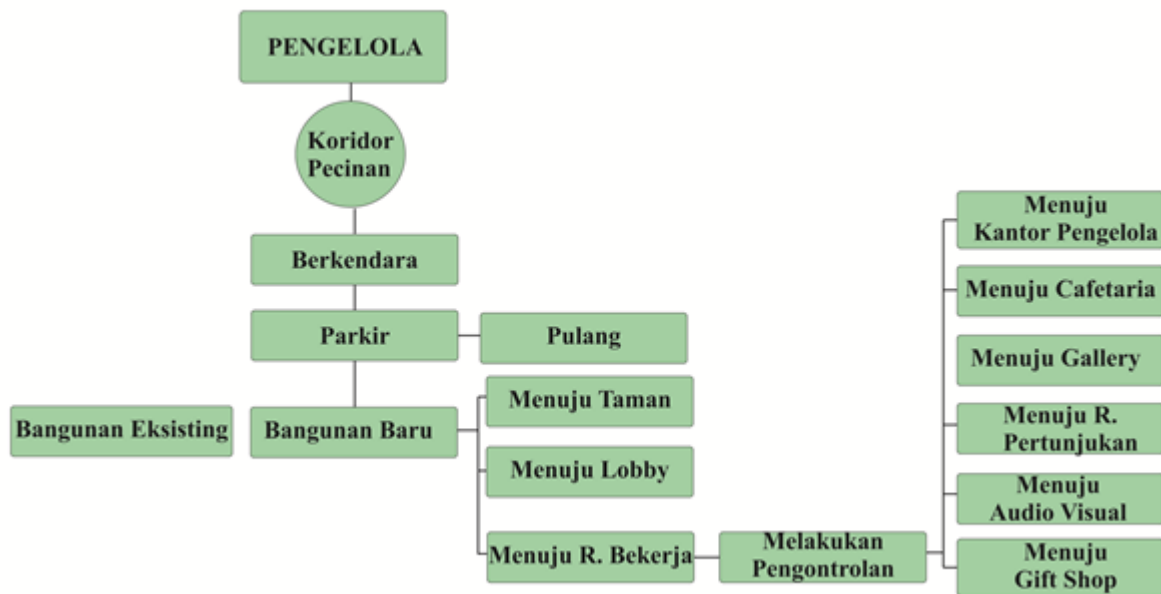 PENGELOLA
Koridor
Pecinan
Berkendara
Parkir
Pulang
Bangunan Eksisting
Bangunan Baru
Menuju Taman
Menuju Lobby
Menuju R. Bekerja
Melakukan
Pengontrolan
Menuju
Kantor Pengelola
Menuju Cafetaria
Menuju Gallery
Menuju R.
Pertunjukan
Menuju
Audio Visual
Menuju
Gift Shop